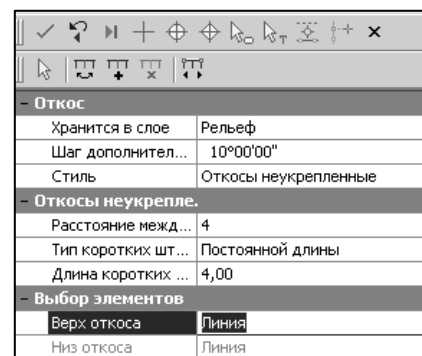 Откос
Хранится в слое Рельеф
Шаг дополнител... 10°00'00"
Стиль Откосы неукрепленные
Откосы неукрепле.
Расстояние межд... 4
Тип коротких шт... Постоянной длины
Длина коротких ... 4,00
Выбор элементов
Верх откоса Линия
Низ откоса Линия